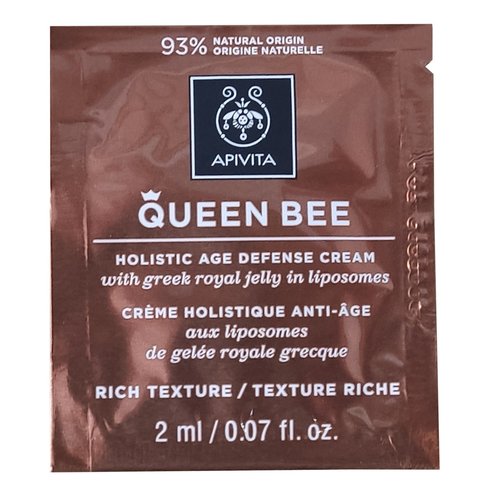 93% NATURAL ORIGIN
ORIGINE NATURELLE
APIVITA
QUEEN BEE
HOLISTIC AGE DEFENSE CREAM
with greek royal jelly in liposomes
CRÈME HOLISTIQUE ANTI-ÂGE
aux liposomes
de gelée royale grecque
RICH TEXTURE / TEXTURE RICHE
2 ml / 0.07 fl. oz.